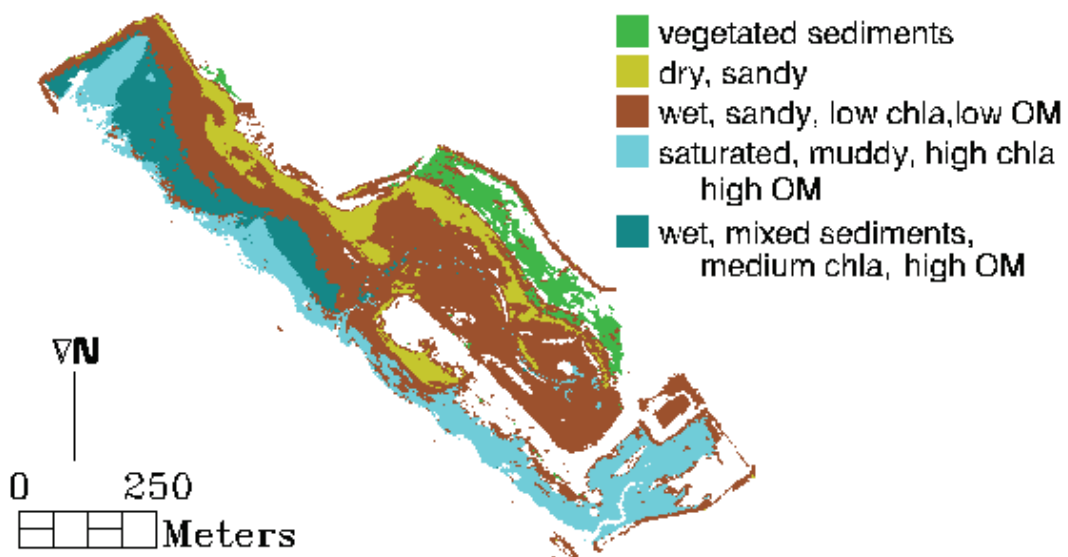 vegetated sediments
dry, sandy
wet, sandy, low chla,low OM
saturated, muddy, high chla
high OM
wet, mixed sediments,
medium chla, high OM
N
0 250
Meters